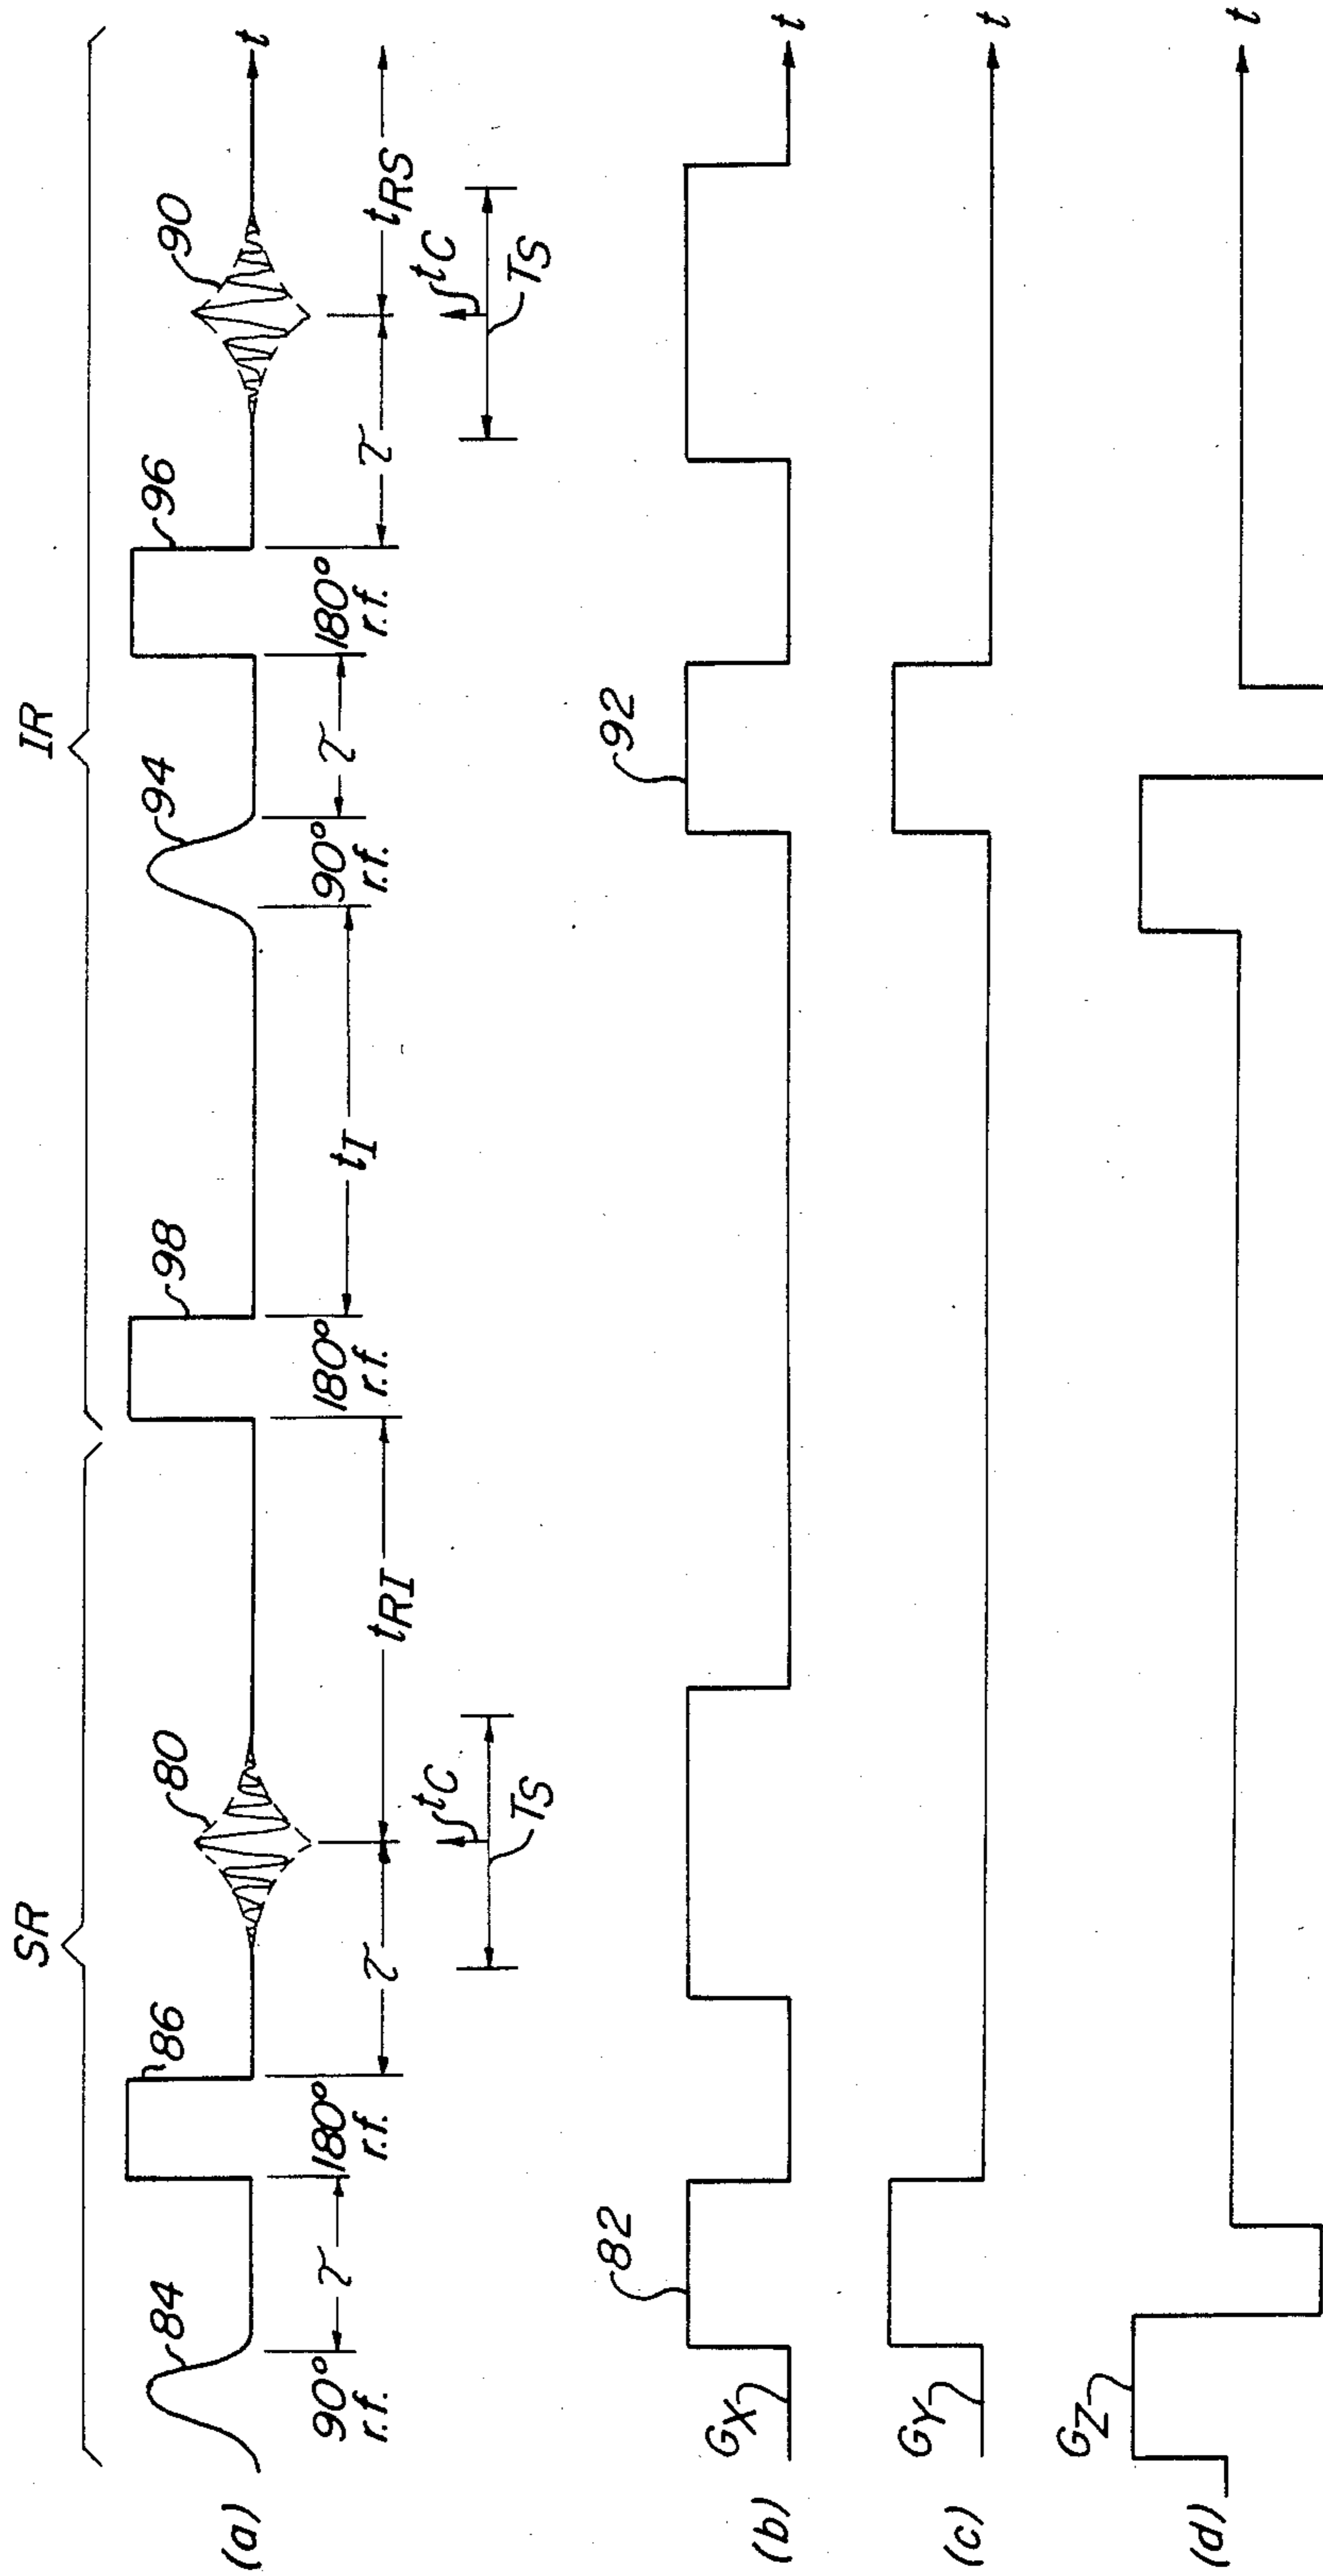 SR IR
84 86 80 98 94 96 90
(a) t
90° r.f. 180° r.f. 180° r.f. 90° r.f. 180° r.f.
τ tI τ
τ tRI τ tRS
tC tC
TS TS
82 92
(b) GX t
(c) GY t
(d) GZ t